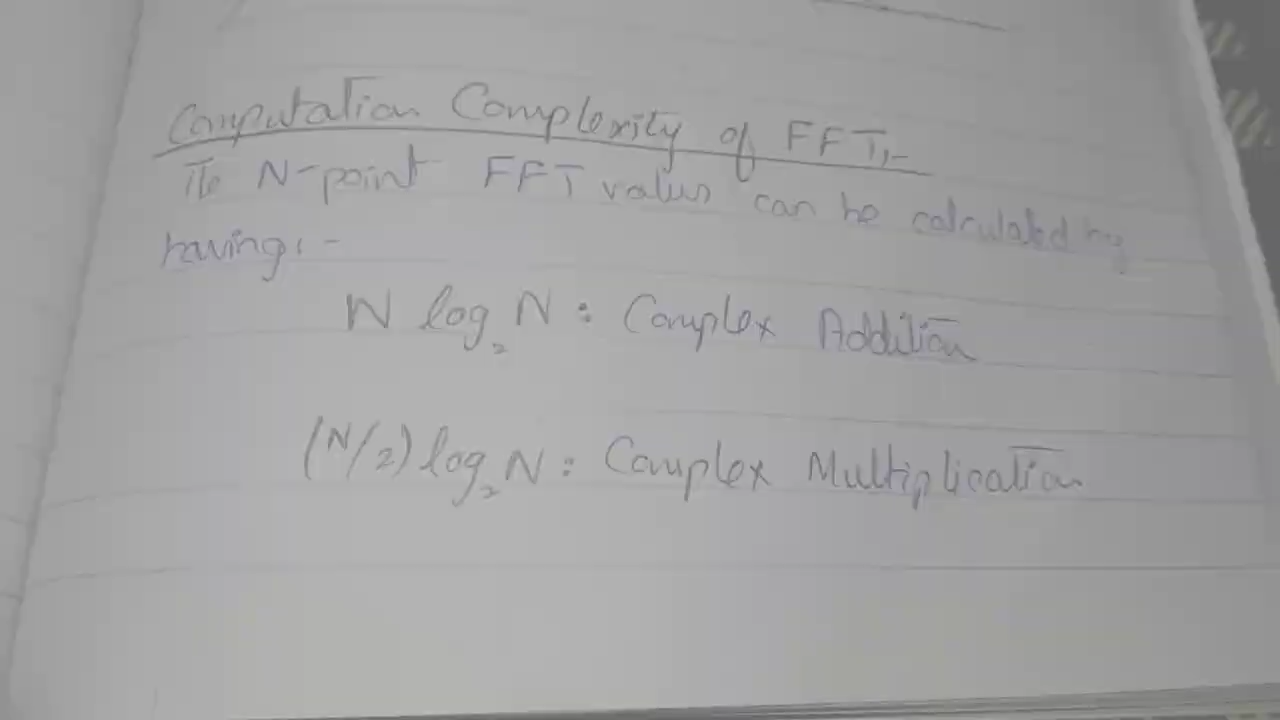 Computation Complexity of FFT:-
The N-point FFT values can be calculated by
having:-
N log₂ N : Complex Addition
(N/2) log₂ N : Complex Multiplication